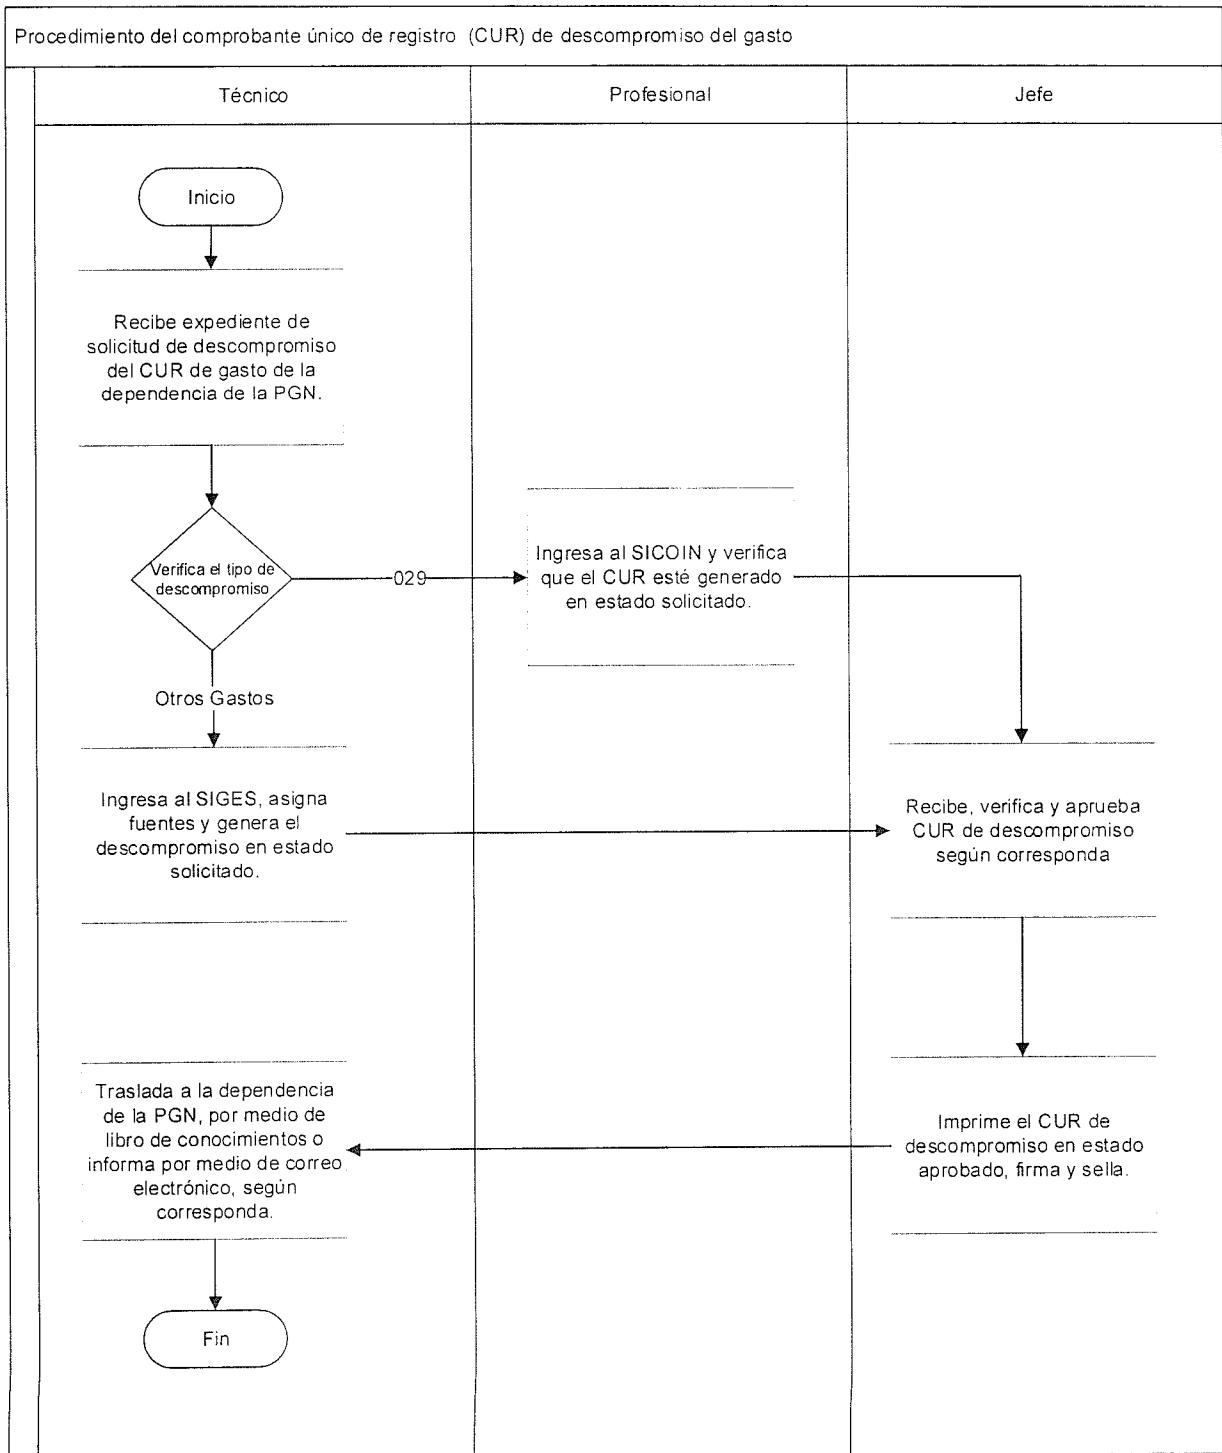 Procedimiento del comprobante único de registro (CUR) de descompromiso del gasto
Técnico
Profesional
Jefe
Inicio
Recibe expediente de
solicitud de descompromiso
del CUR de gasto de la
dependencia de la PGN.
Verifica el tipo de
descompromiso
029
Ingresa al SICOIN y verifica
que el CUR esté generado
en estado solicitado.
Otros Gastos
Ingresa al SIGES, asigna
fuentes y genera el
descompromiso en estado
solicitado.
Recibe, verifica y aprueba
CUR de descompromiso
según corresponda
Imprime el CUR de
descompromiso en estado
aprobado, firma y sella.
Traslada a la dependencia
de la PGN, por medio de
libro de conocimientos o
informa por medio de correo
electrónico, según
corresponda.
Fin